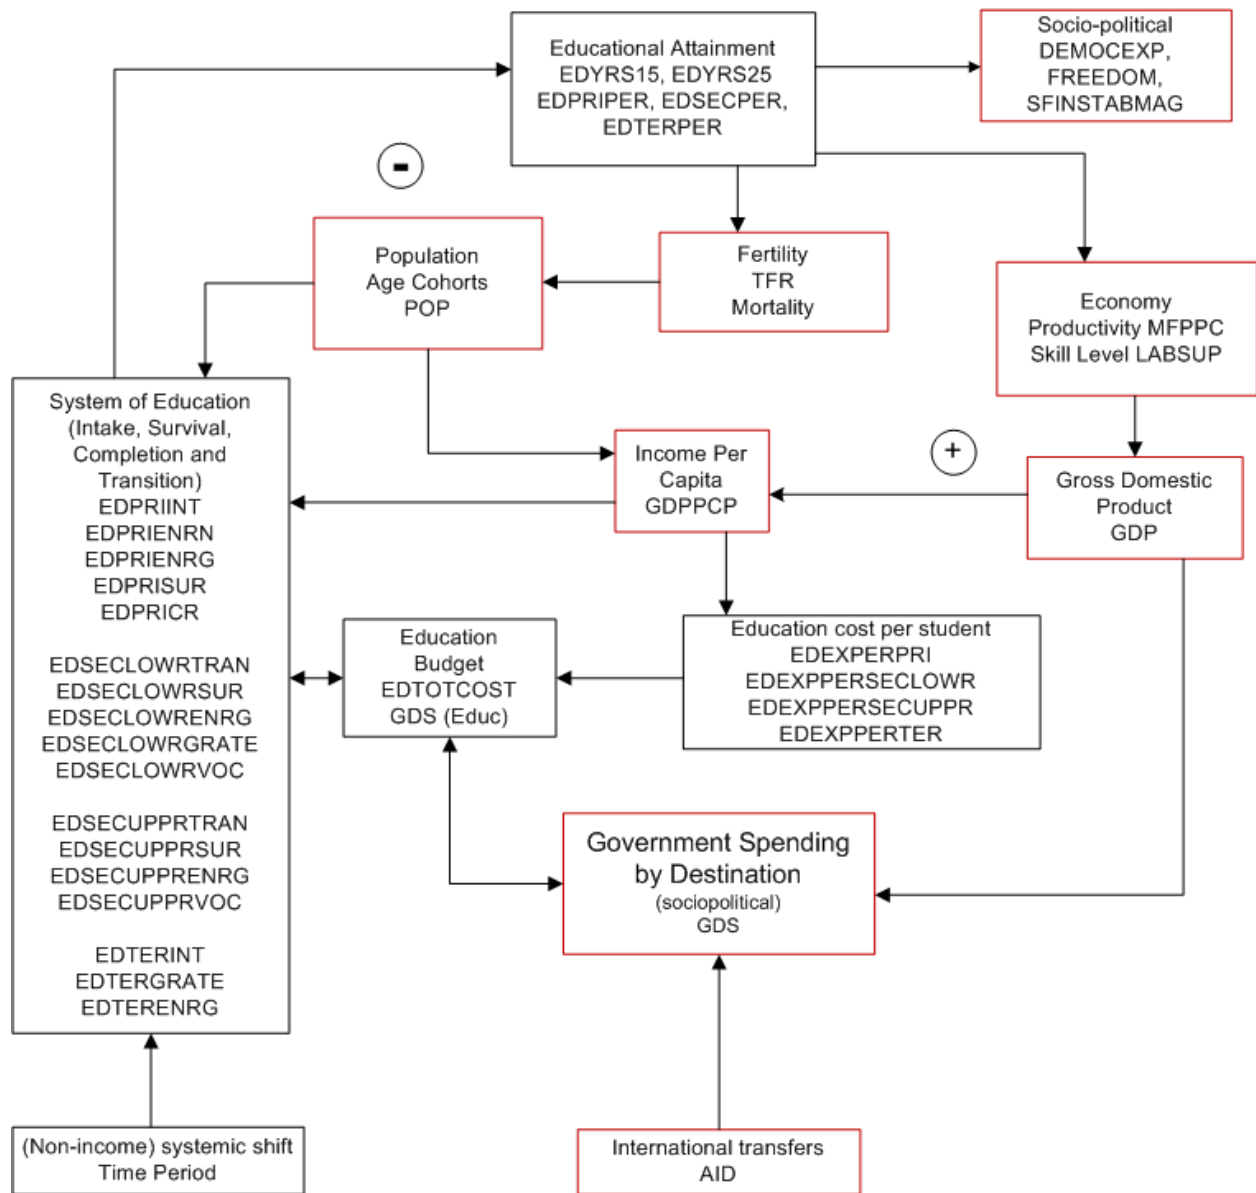 Educational Attainment
EDYRS15, EDYRS25
EDPRIPER, EDSECPER,
EDTERPER
Socio-political
DEMOCEXP,
FREEDOM,
SFINSTABMAG
-
Population
Age Cohorts
POP
Fertility
TFR
Mortality
Economy
Productivity MFPPC
Skill Level LABSUP
System of Education
(Intake, Survival,
Completion and
Transition)
EDPRIINT
EDPRIENRN
EDPRIENRG
EDPRISUR
EDPRICR
EDSECLOWRTRAN
EDSECLOWRSUR
EDSECLOWRENRG
EDSECLOWRGRATE
EDSECLOWRVOC
EDSECUPPRTRAN
EDSECUPPRSUR
EDSECUPPRENRG
EDSECUPPRVOC
EDTERINT
EDTERGRATE
EDTERENRG
Income Per
Capita
GDPPCP
+
Gross Domestic
Product
GDP
Education
Budget
EDTOTCOST
GDS (Educ)
Education cost per student
EDEXPERPRI
EDEXPPERSECLOWR
EDEXPPERSECUPPR
EDEXPPERTER
Government Spending
by Destination
(sociopolitical)
GDS
(Non-income) systemic shift
Time Period
International transfers
AID